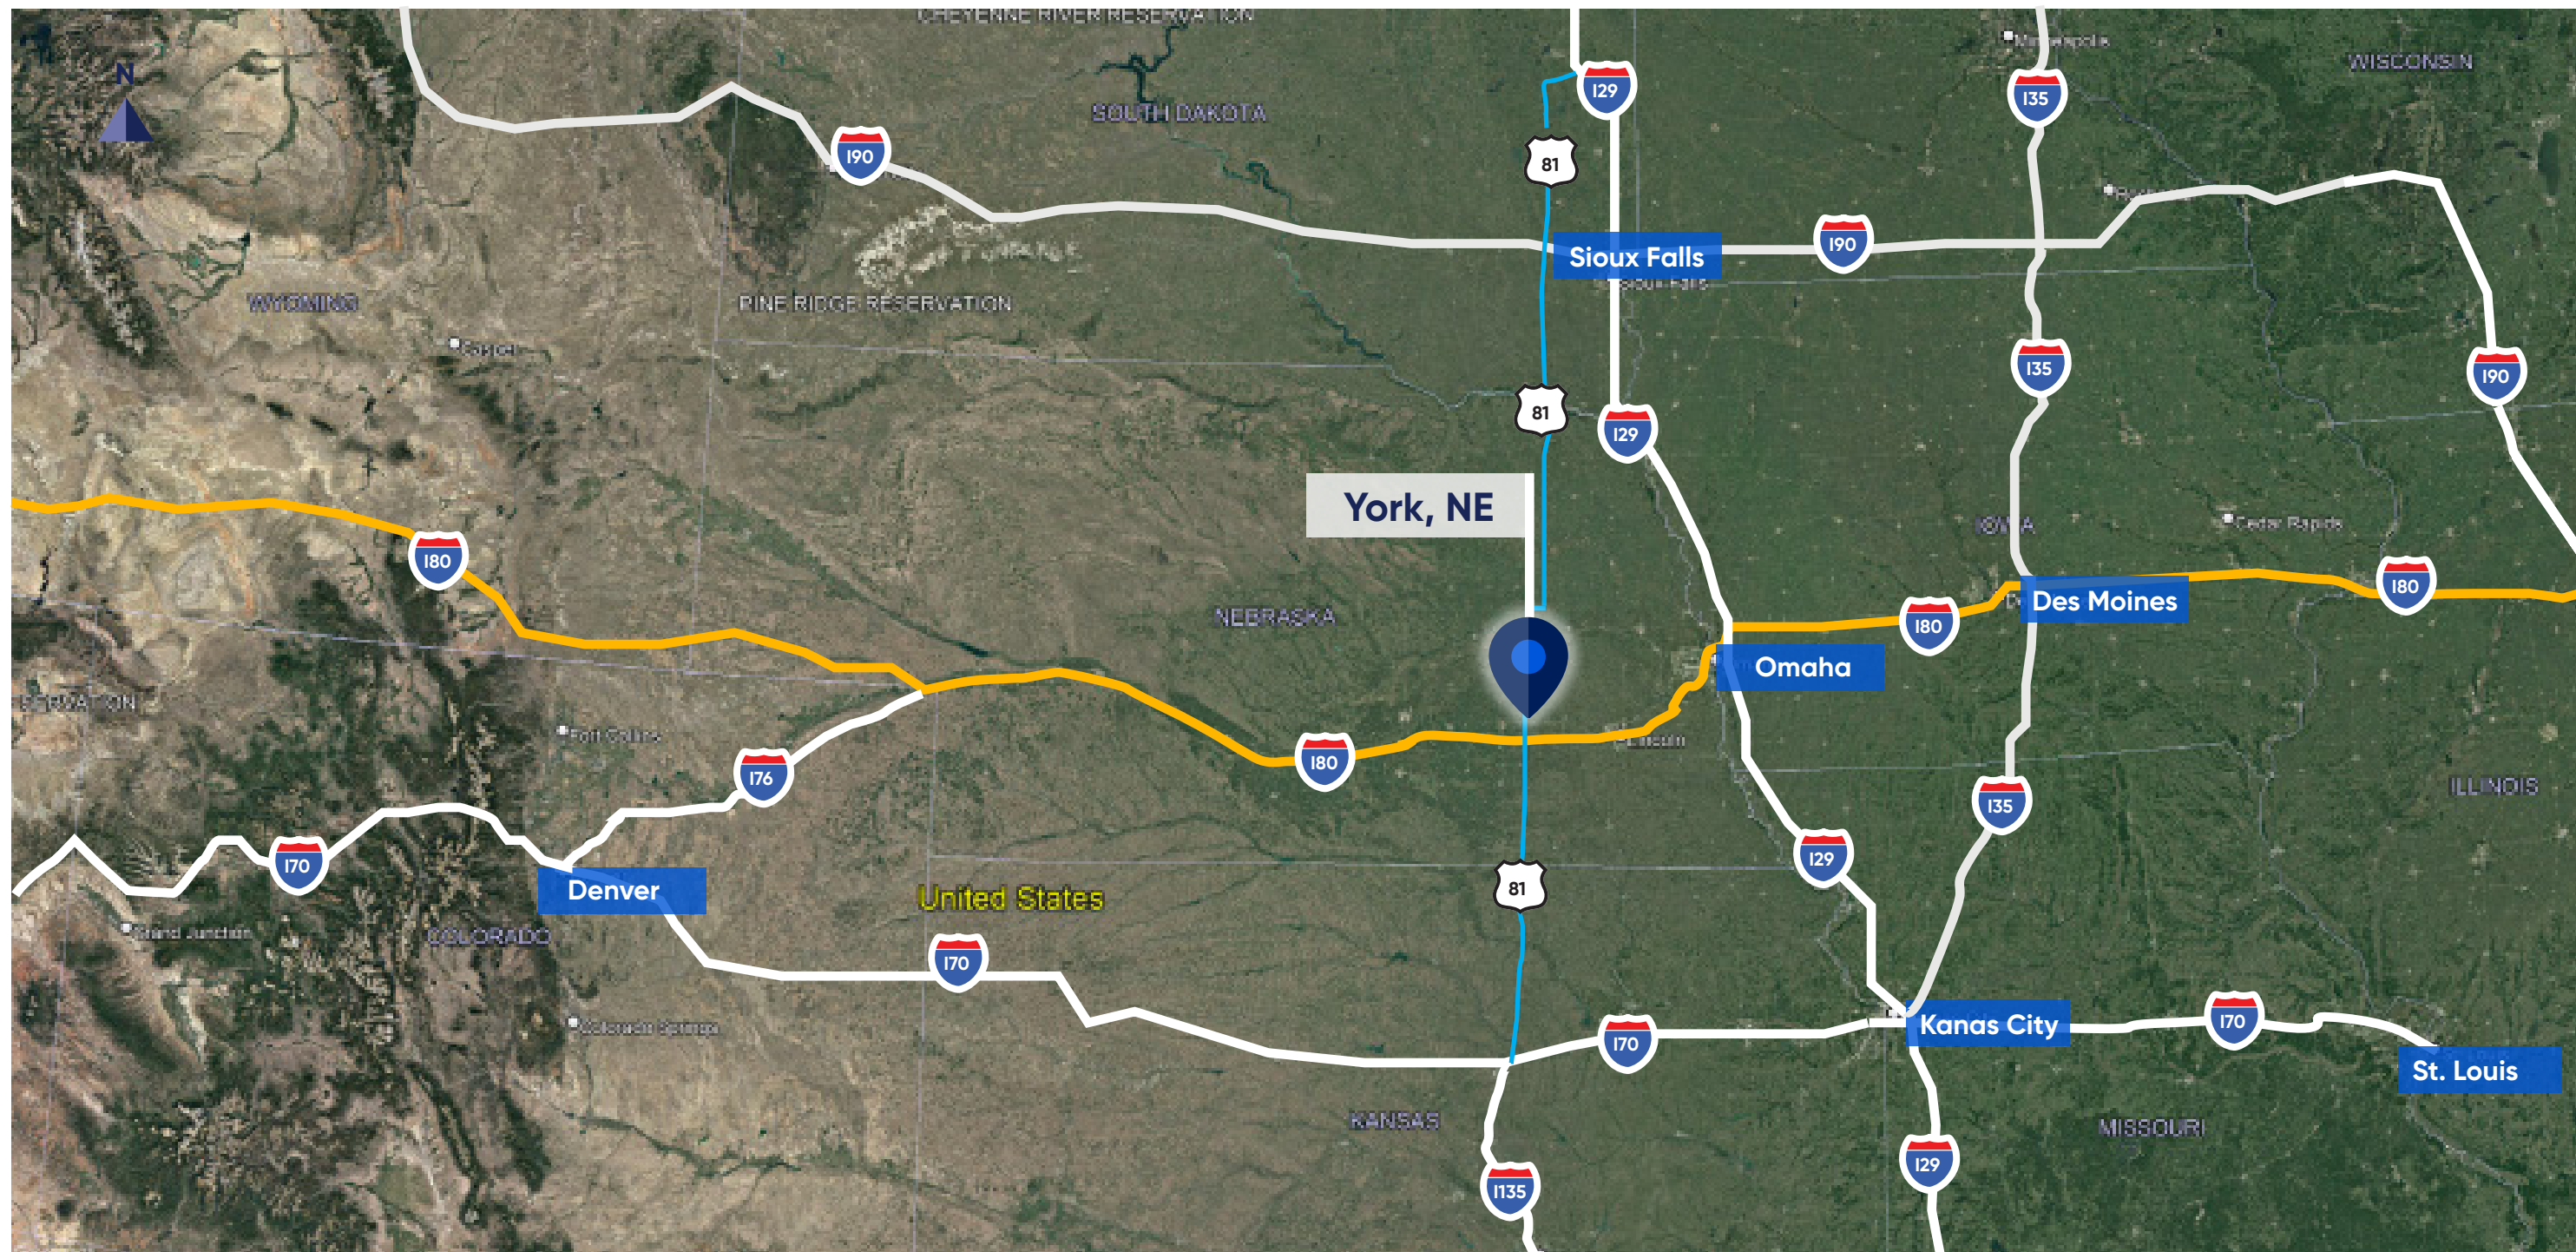 CHEYENNE RIVER RESERVATION
Minneapolis
WISCONSIN
N
I29
I35
SOUTH DAKOTA
81
I90
I90
Sioux Falls
Sioux Falls
WYOMING
PINE RIDGE RESERVATION
Casper
I35
I90
81
I29
York, NE
IOWA
Cedar Rapids
I80
I80
Des Moines
NEBRASKA
I80
Omaha
ERVATION
Fort Collins
Lincoln
I80
I76
ILLINOIS
I35
I70
I29
Denver
81
United States
Grand Junction
COLORADO
I70
Colorado Springs
I70
Kanas City
I70
St. Louis
KANSAS
MISSOURI
I29
I135